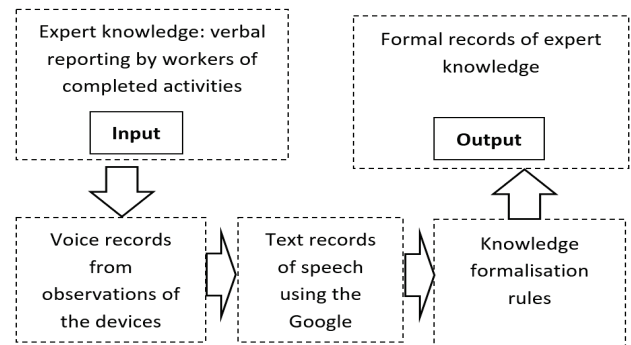 Expert knowledge: verbal
reporting by workers of
completed activities
Input
Formal records of expert
knowledge
Output
Voice records
from
observations of
the devices
Text records
of speech
using the
Google
Knowledge
formalisation
rules